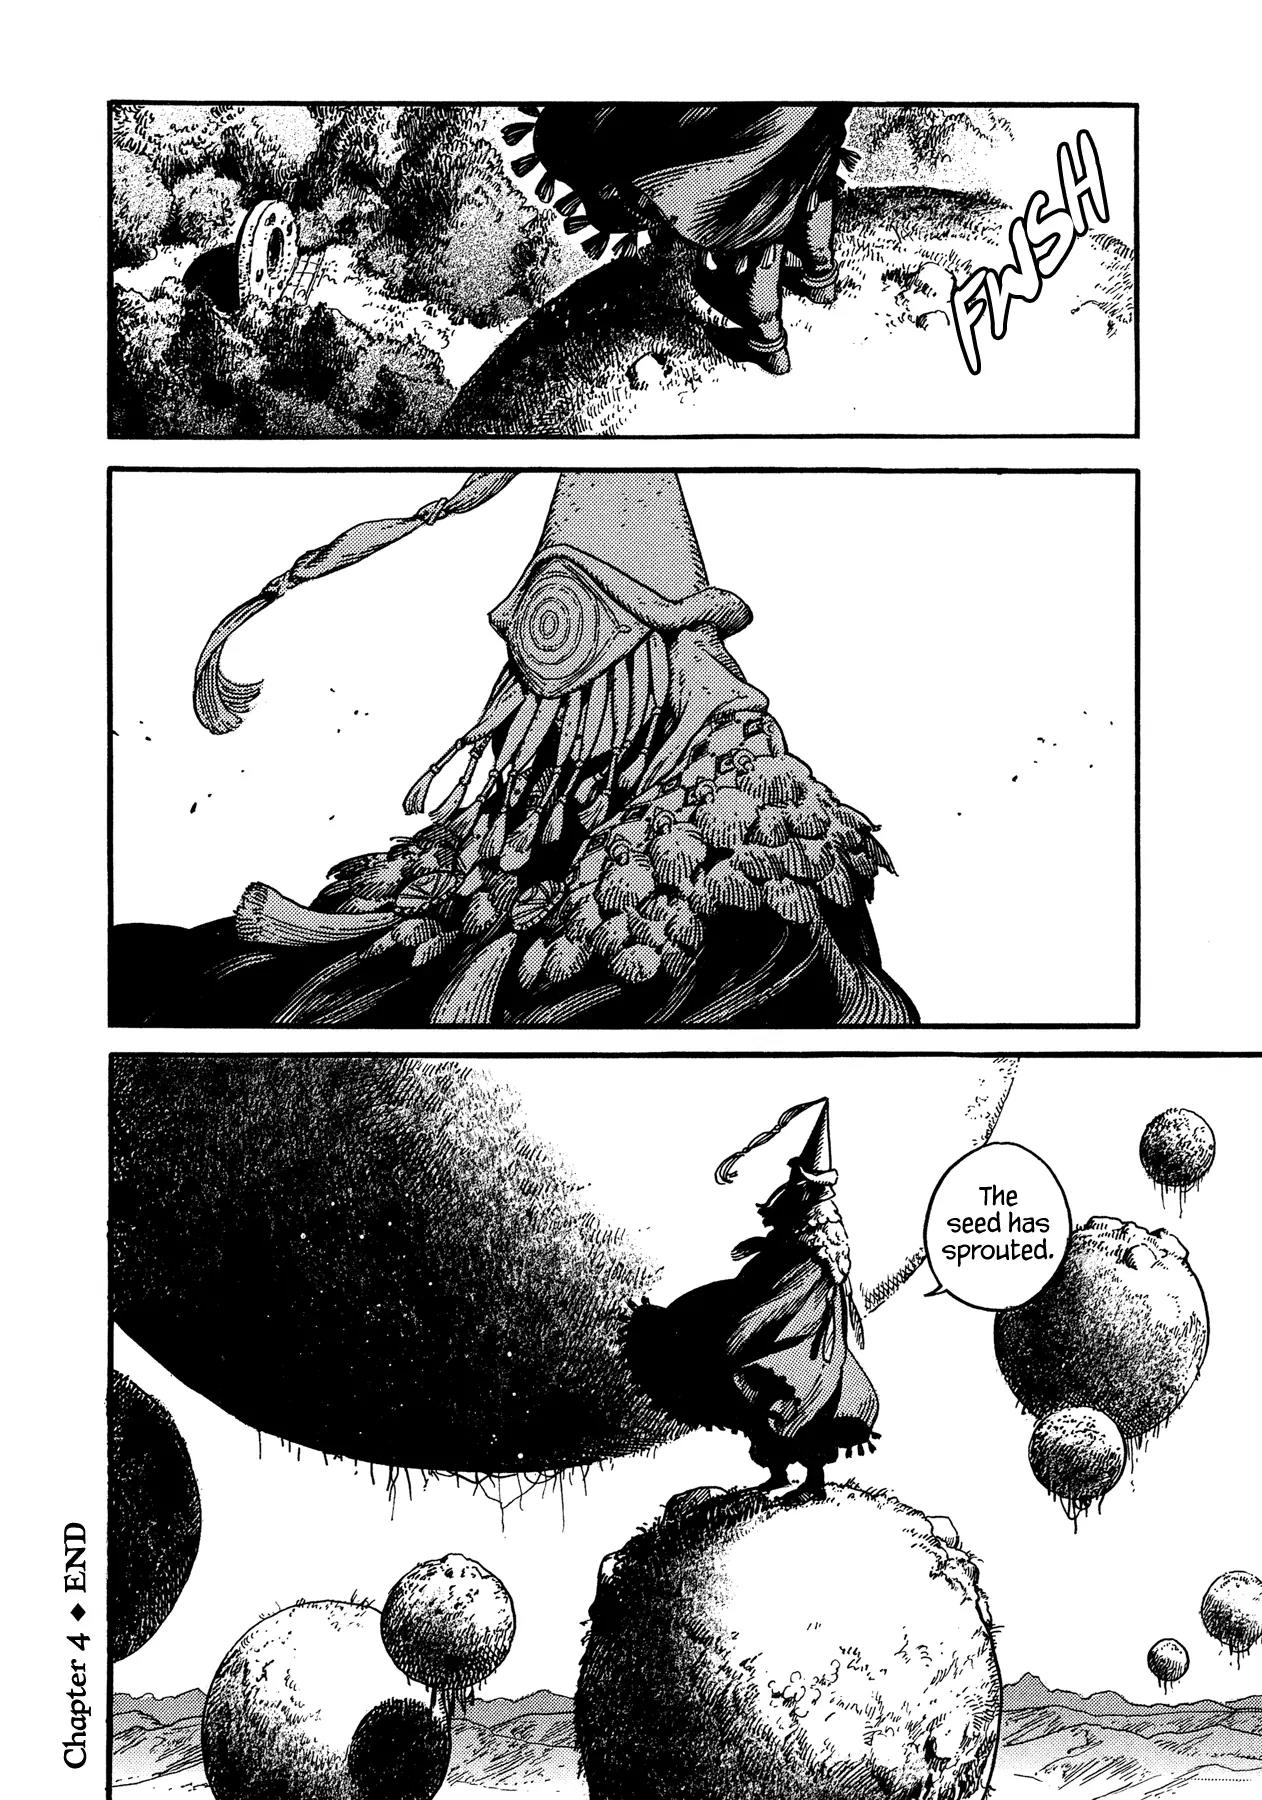 FWSH
The
seed has
sprouted.
Chapter 4 ◆ END